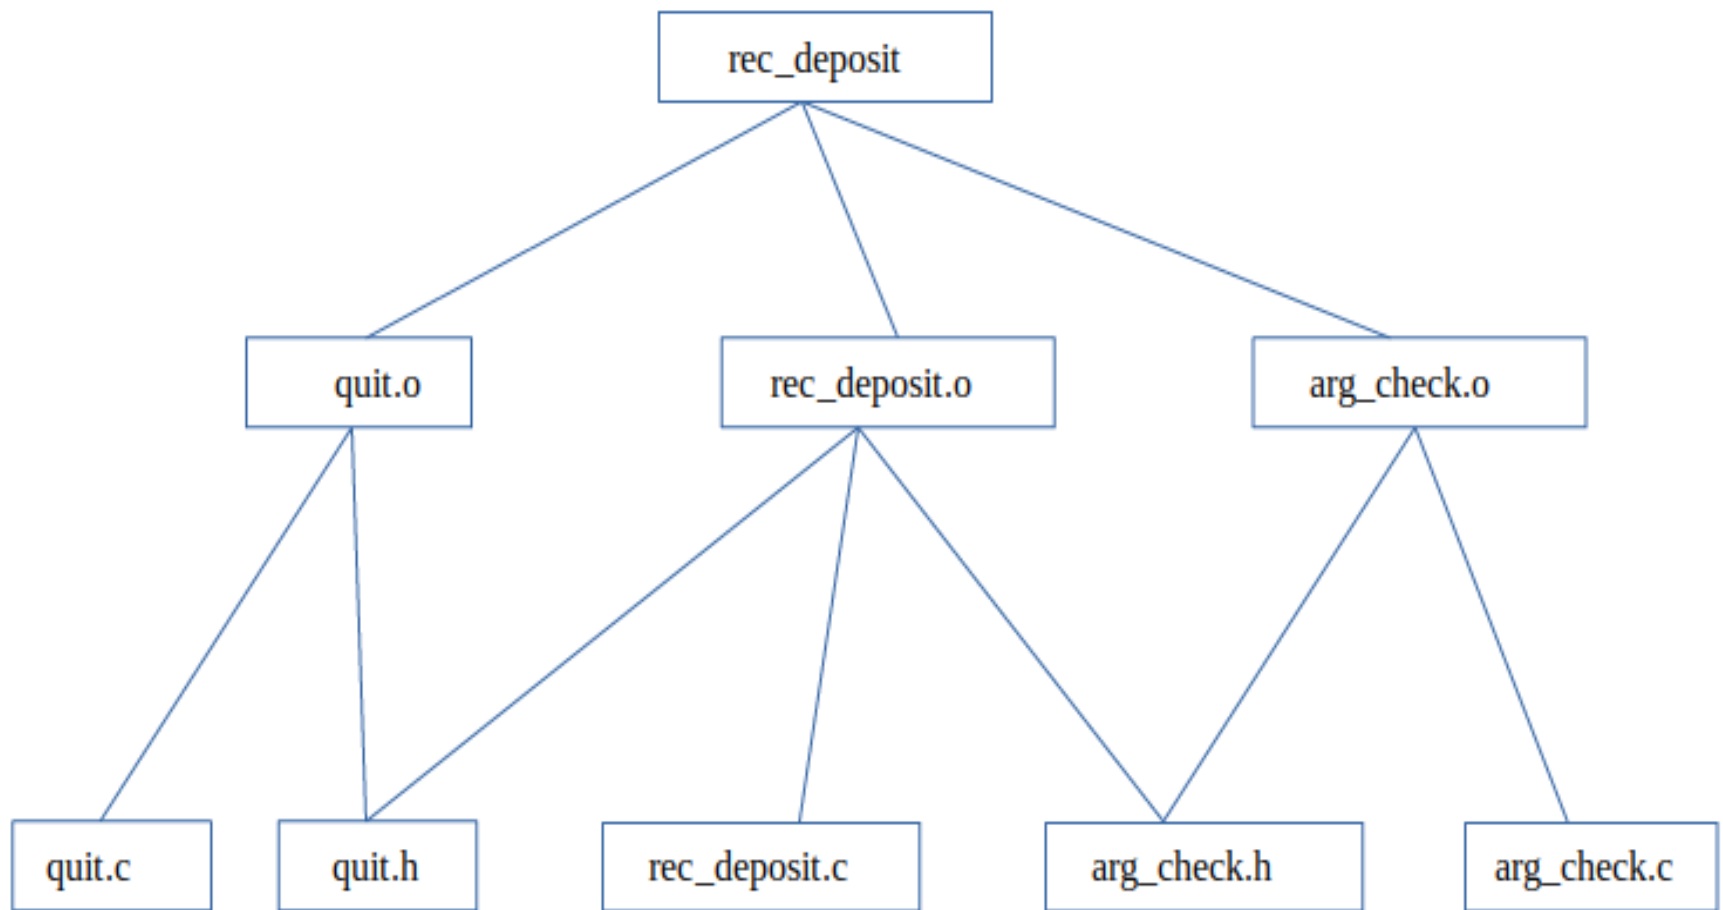 rec_deposit
quit.o
rec_deposit.o
arg_check.o
quit.c
quit.h
rec_deposit.c
arg_check.h
arg_check.c